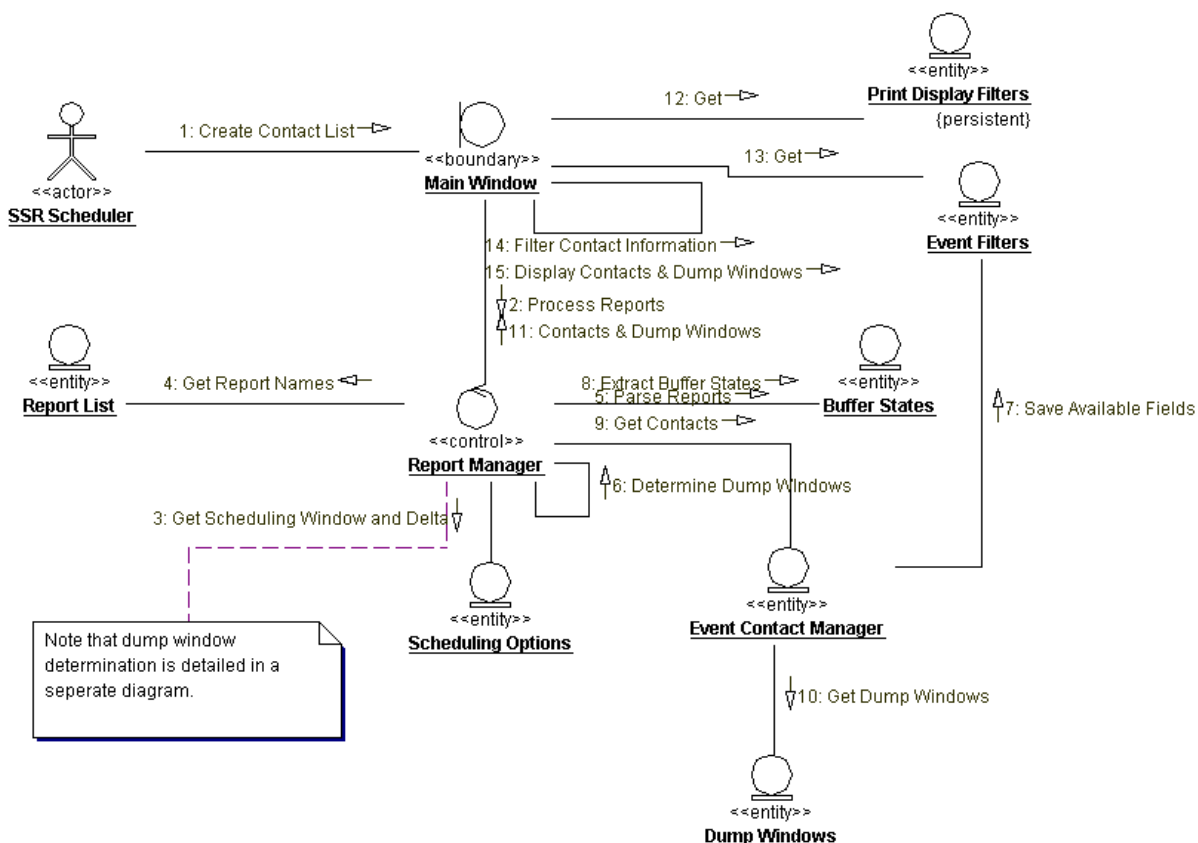 <<entity>>
Print Display Filters
{persistent}
12: Get
1: Create Contact List
<<actor>>
SSR Scheduler
<<boundary>>
Main Window
13: Get
<<entity>>
Event Filters
14: Filter Contact Information
15: Display Contacts & Dump Windows
2: Process Reports
11: Contacts & Dump Windows
<<entity>>
Report List
4: Get Report Names
8: Extract Buffer States
5: Parse Reports
9: Get Contacts
<<entity>>
Buffer States
7: Save Available Fields
<<control>>
Report Manager
6: Determine Dump WIndows
3: Get Scheduling Window and Delta
<<entity>>
Scheduling Options
<<entity>>
Event Contact Manager
Note that dump window
determination is detailed in a
seperate diagram.
10: Get Dump Windows
<<entity>>
Dump Windows